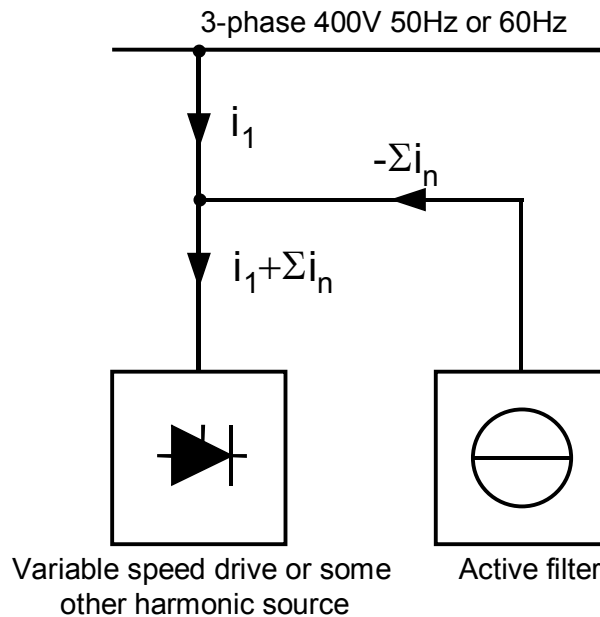 3-phase 400V 50Hz or 60Hz
i₁
-Σiₙ
i₁+Σiₙ
Variable speed drive or some
other harmonic source
Active filter